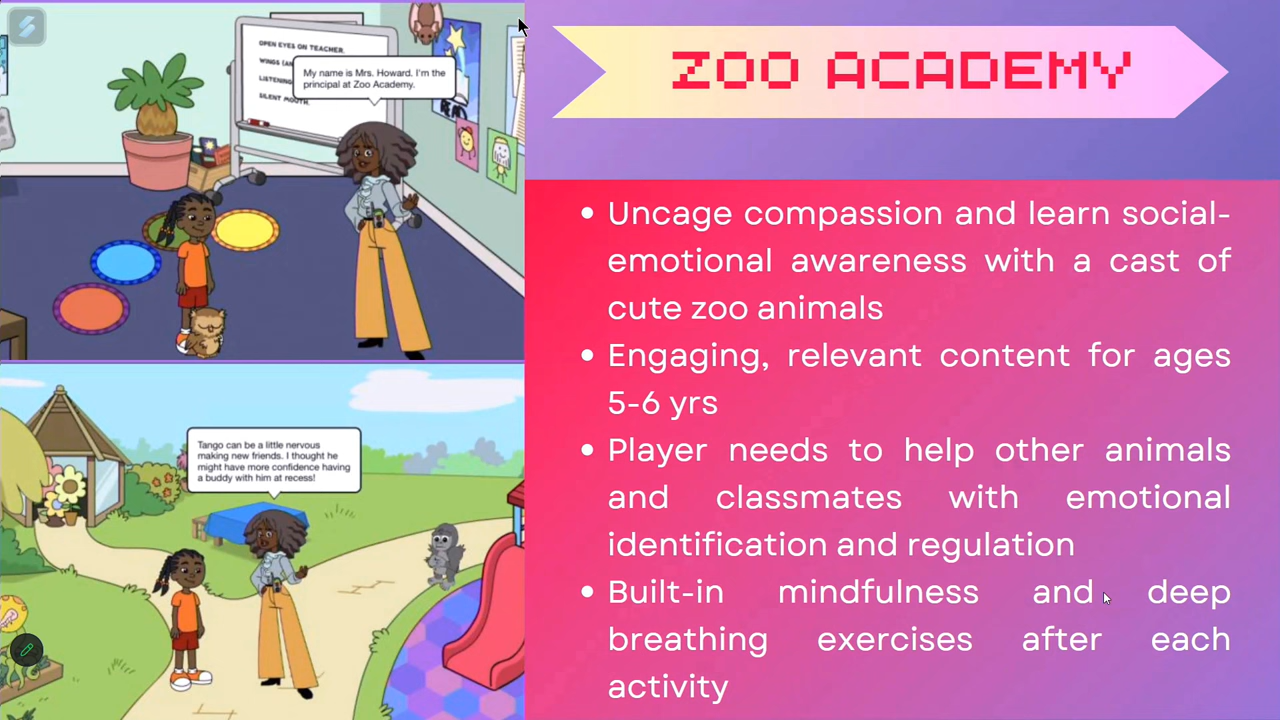 OPEN EYES ON TEACHER.
WINGS (AN
LISTENING
SILENT MOUTH.
My name is Mrs. Howard. I'm the
principal at Zoo Academy.
READ
Tango can be a little nervous
making new friends. I thought he
might have more confidence having
a buddy with him at recess!
ZOO ACADEMY
• Uncage compassion and learn social-
emotional awareness with a cast of
cute zoo animals
• Engaging, relevant content for ages
5-6 yrs
• Player needs to help other animals
and classmates with emotional
identification and regulation
• Built-in mindfulness and deep
breathing exercises after each
activity